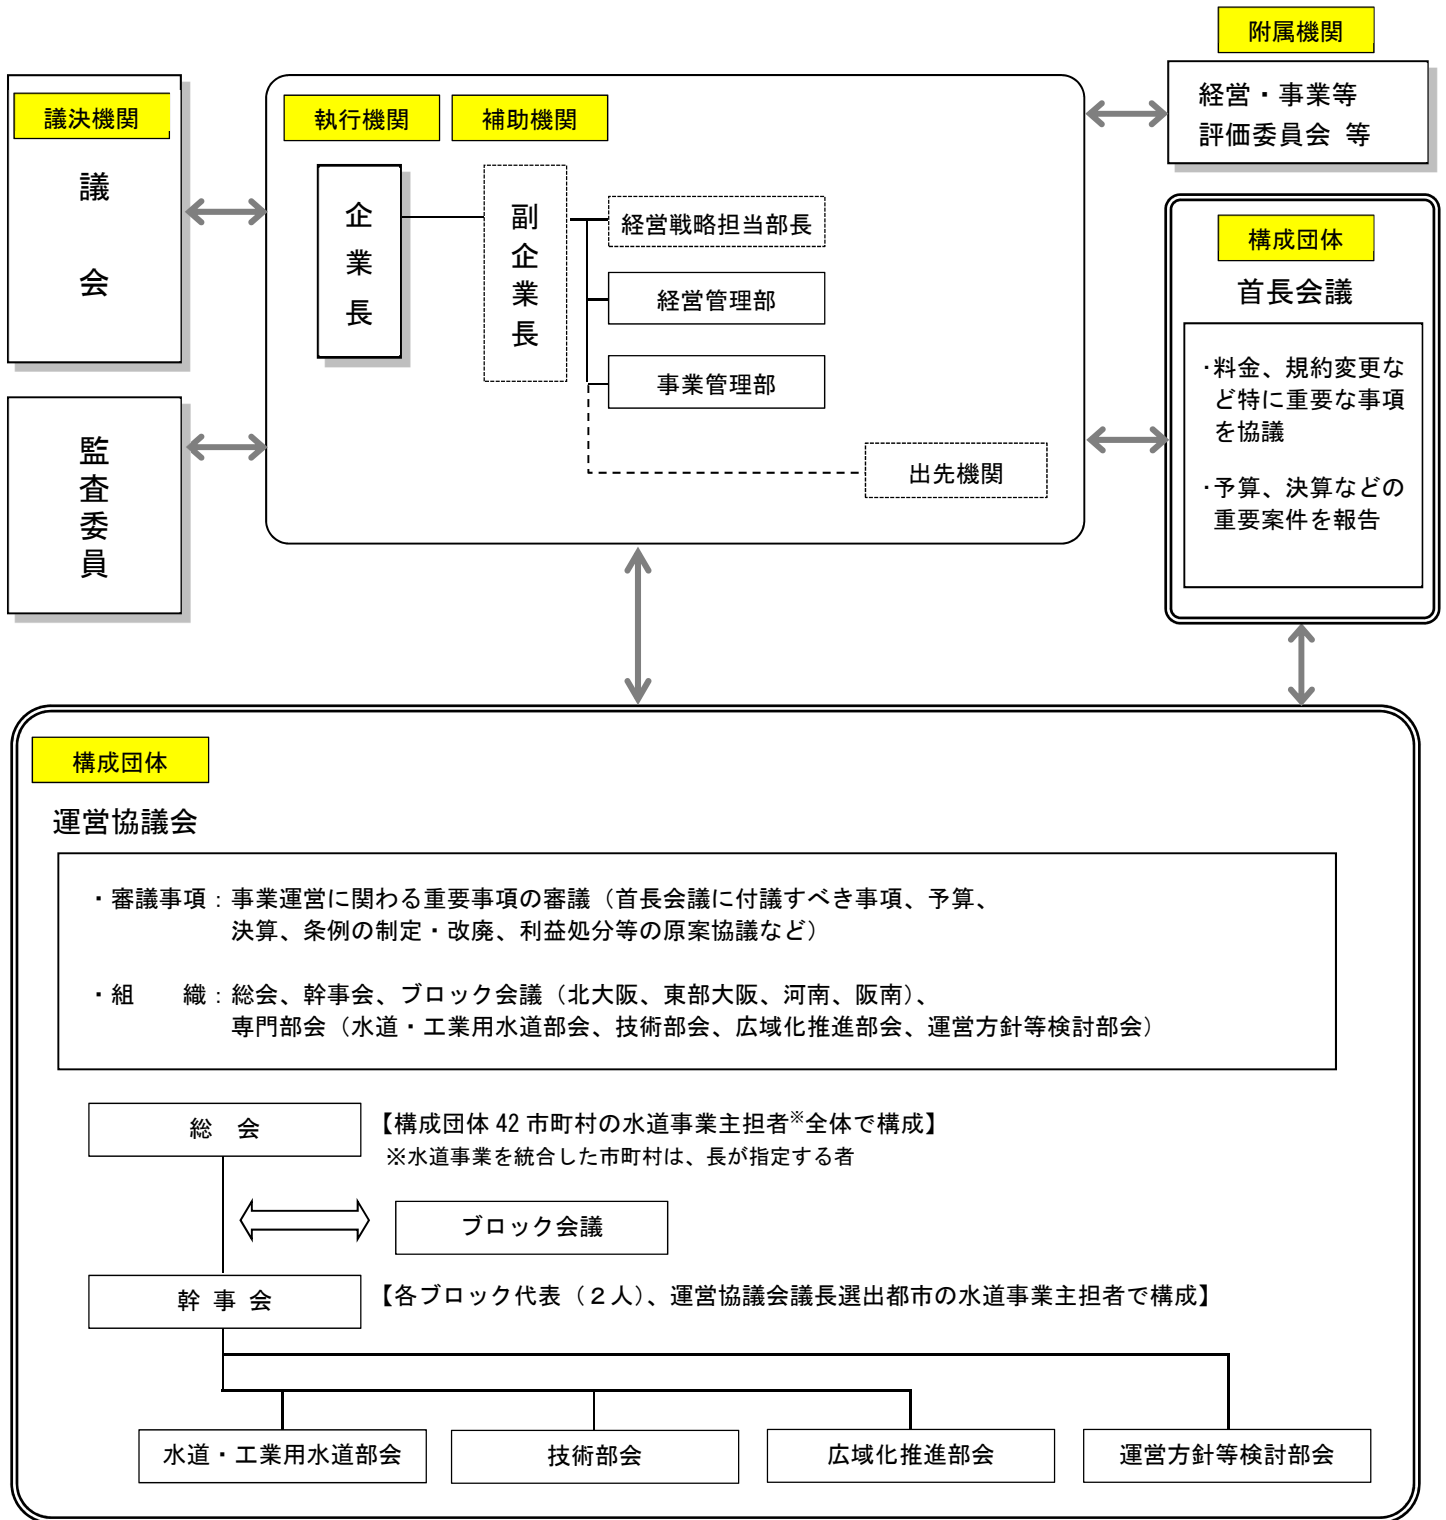 附属機関
経営・事業等
評価委員会 等
議決機関
議会
監査委員
執行機関
補助機関
企業長
副企業長
経営戦略担当部長
経営管理部
事業管理部
出先機関
構成団体
首長会議
・料金、規約変更な
ど特に重要な事項
を協議
・予算、決算などの
重要案件を報告
構成団体
運営協議会
・審議事項：事業運営に関わる重要事項の審議（首長会議に付議すべき事項、予算、
決算、条例の制定・改廃、利益処分等の原案協議など）
・組　　織：総会、幹事会、ブロック会議（北大阪、東部大阪、河南、阪南）、
専門部会（水道・工業用水道部会、技術部会、広域化推進部会、運営方針等検討部会）
総　会
【構成団体 42 市町村の水道事業主担者※全体で構成】
※水道事業を統合した市町村は、長が指定する者
ブロック会議
幹 事 会
【各ブロック代表（２人）、運営協議会議長選出都市の水道事業主担者で構成】
水道・工業用水道部会
技術部会
広域化推進部会
運営方針等検討部会